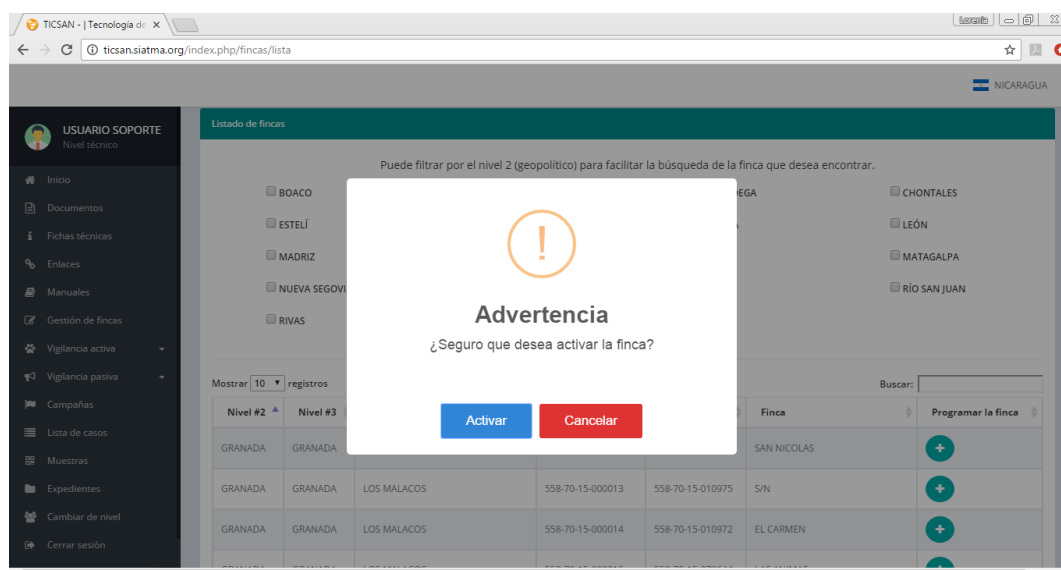 TICSAN - | Tecnología de
Lorenla
ticsan.siatma.org/index.php/fincas/lista
NICARAGUA
USUARIO SOPORTE
Nivel técnico
Inicio
Documentos
Fichas técnicas
Enlaces
Manuales
Gestión de fincas
Vigilancia activa
Vigilancia pasiva
Campañas
Lista de casos
Muestras
Expedientes
Cambiar de nivel
Cerrar sesión
Listado de fincas
Puede filtrar por el nivel 2 (geopolítico) para facilitar la búsqueda de la finca que desea encontrar.
BOACO CHONTALES
ESTELÍ LEÓN
MADRIZ MATAGALPA
RÍO SAN JUAN
RIVAS
!
Advertencia
¿Seguro que desea activar la finca?
Activar Cancelar
Mostrar 10 registros Buscar:
Nivel #2 Nivel #3 Finca Programar la finca
GRANADA GRANADA SAN NICOLAS +
GRANADA GRANADA LOS MALACOS 558-70-15-000013 558-70-15-010975 S/N +
GRANADA GRANADA LOS MALACOS 558-70-15-000014 558-70-15-010972 EL CARMEN +